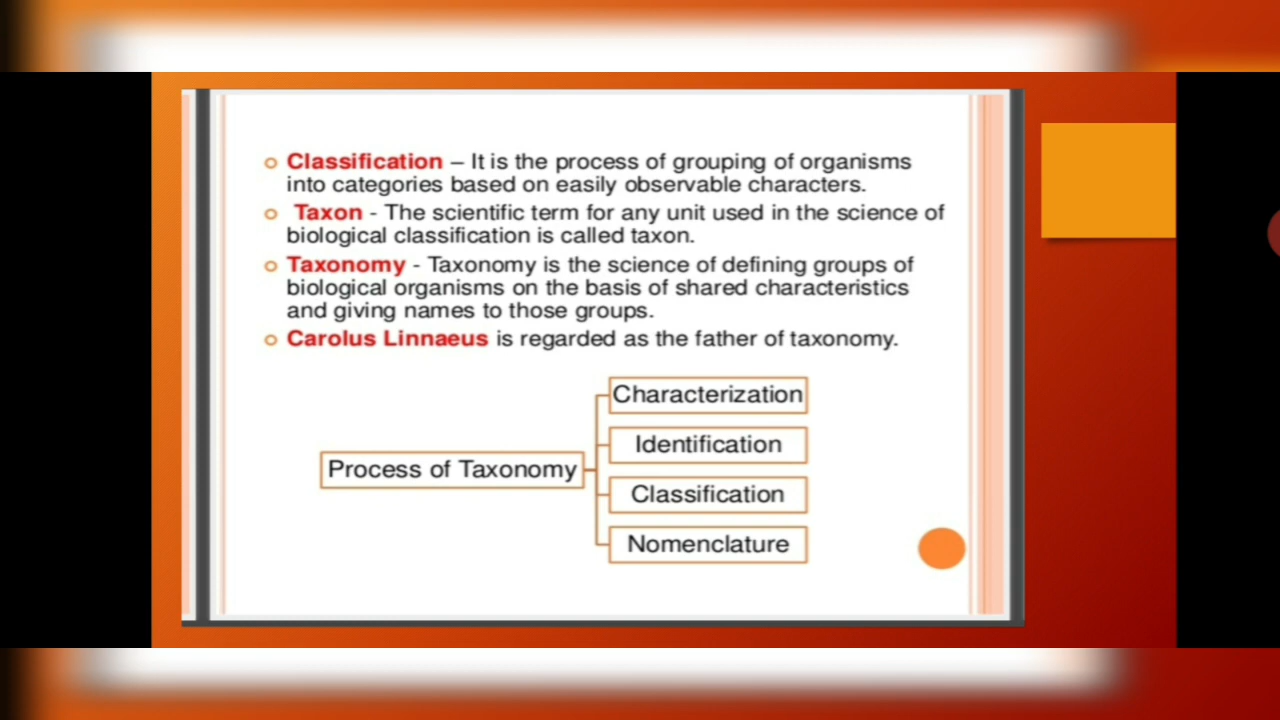 Classification – It is the process of grouping of organisms
into categories based on easily observable characters.
Taxon - The scientific term for any unit used in the science of
biological classification is called taxon.
Taxonomy - Taxonomy is the science of defining groups of
biological organisms on the basis of shared characteristics
and giving names to those groups.
Carolus Linnaeus is regarded as the father of taxonomy.
Process of Taxonomy
Characterization
Identification
Classification
Nomenclature